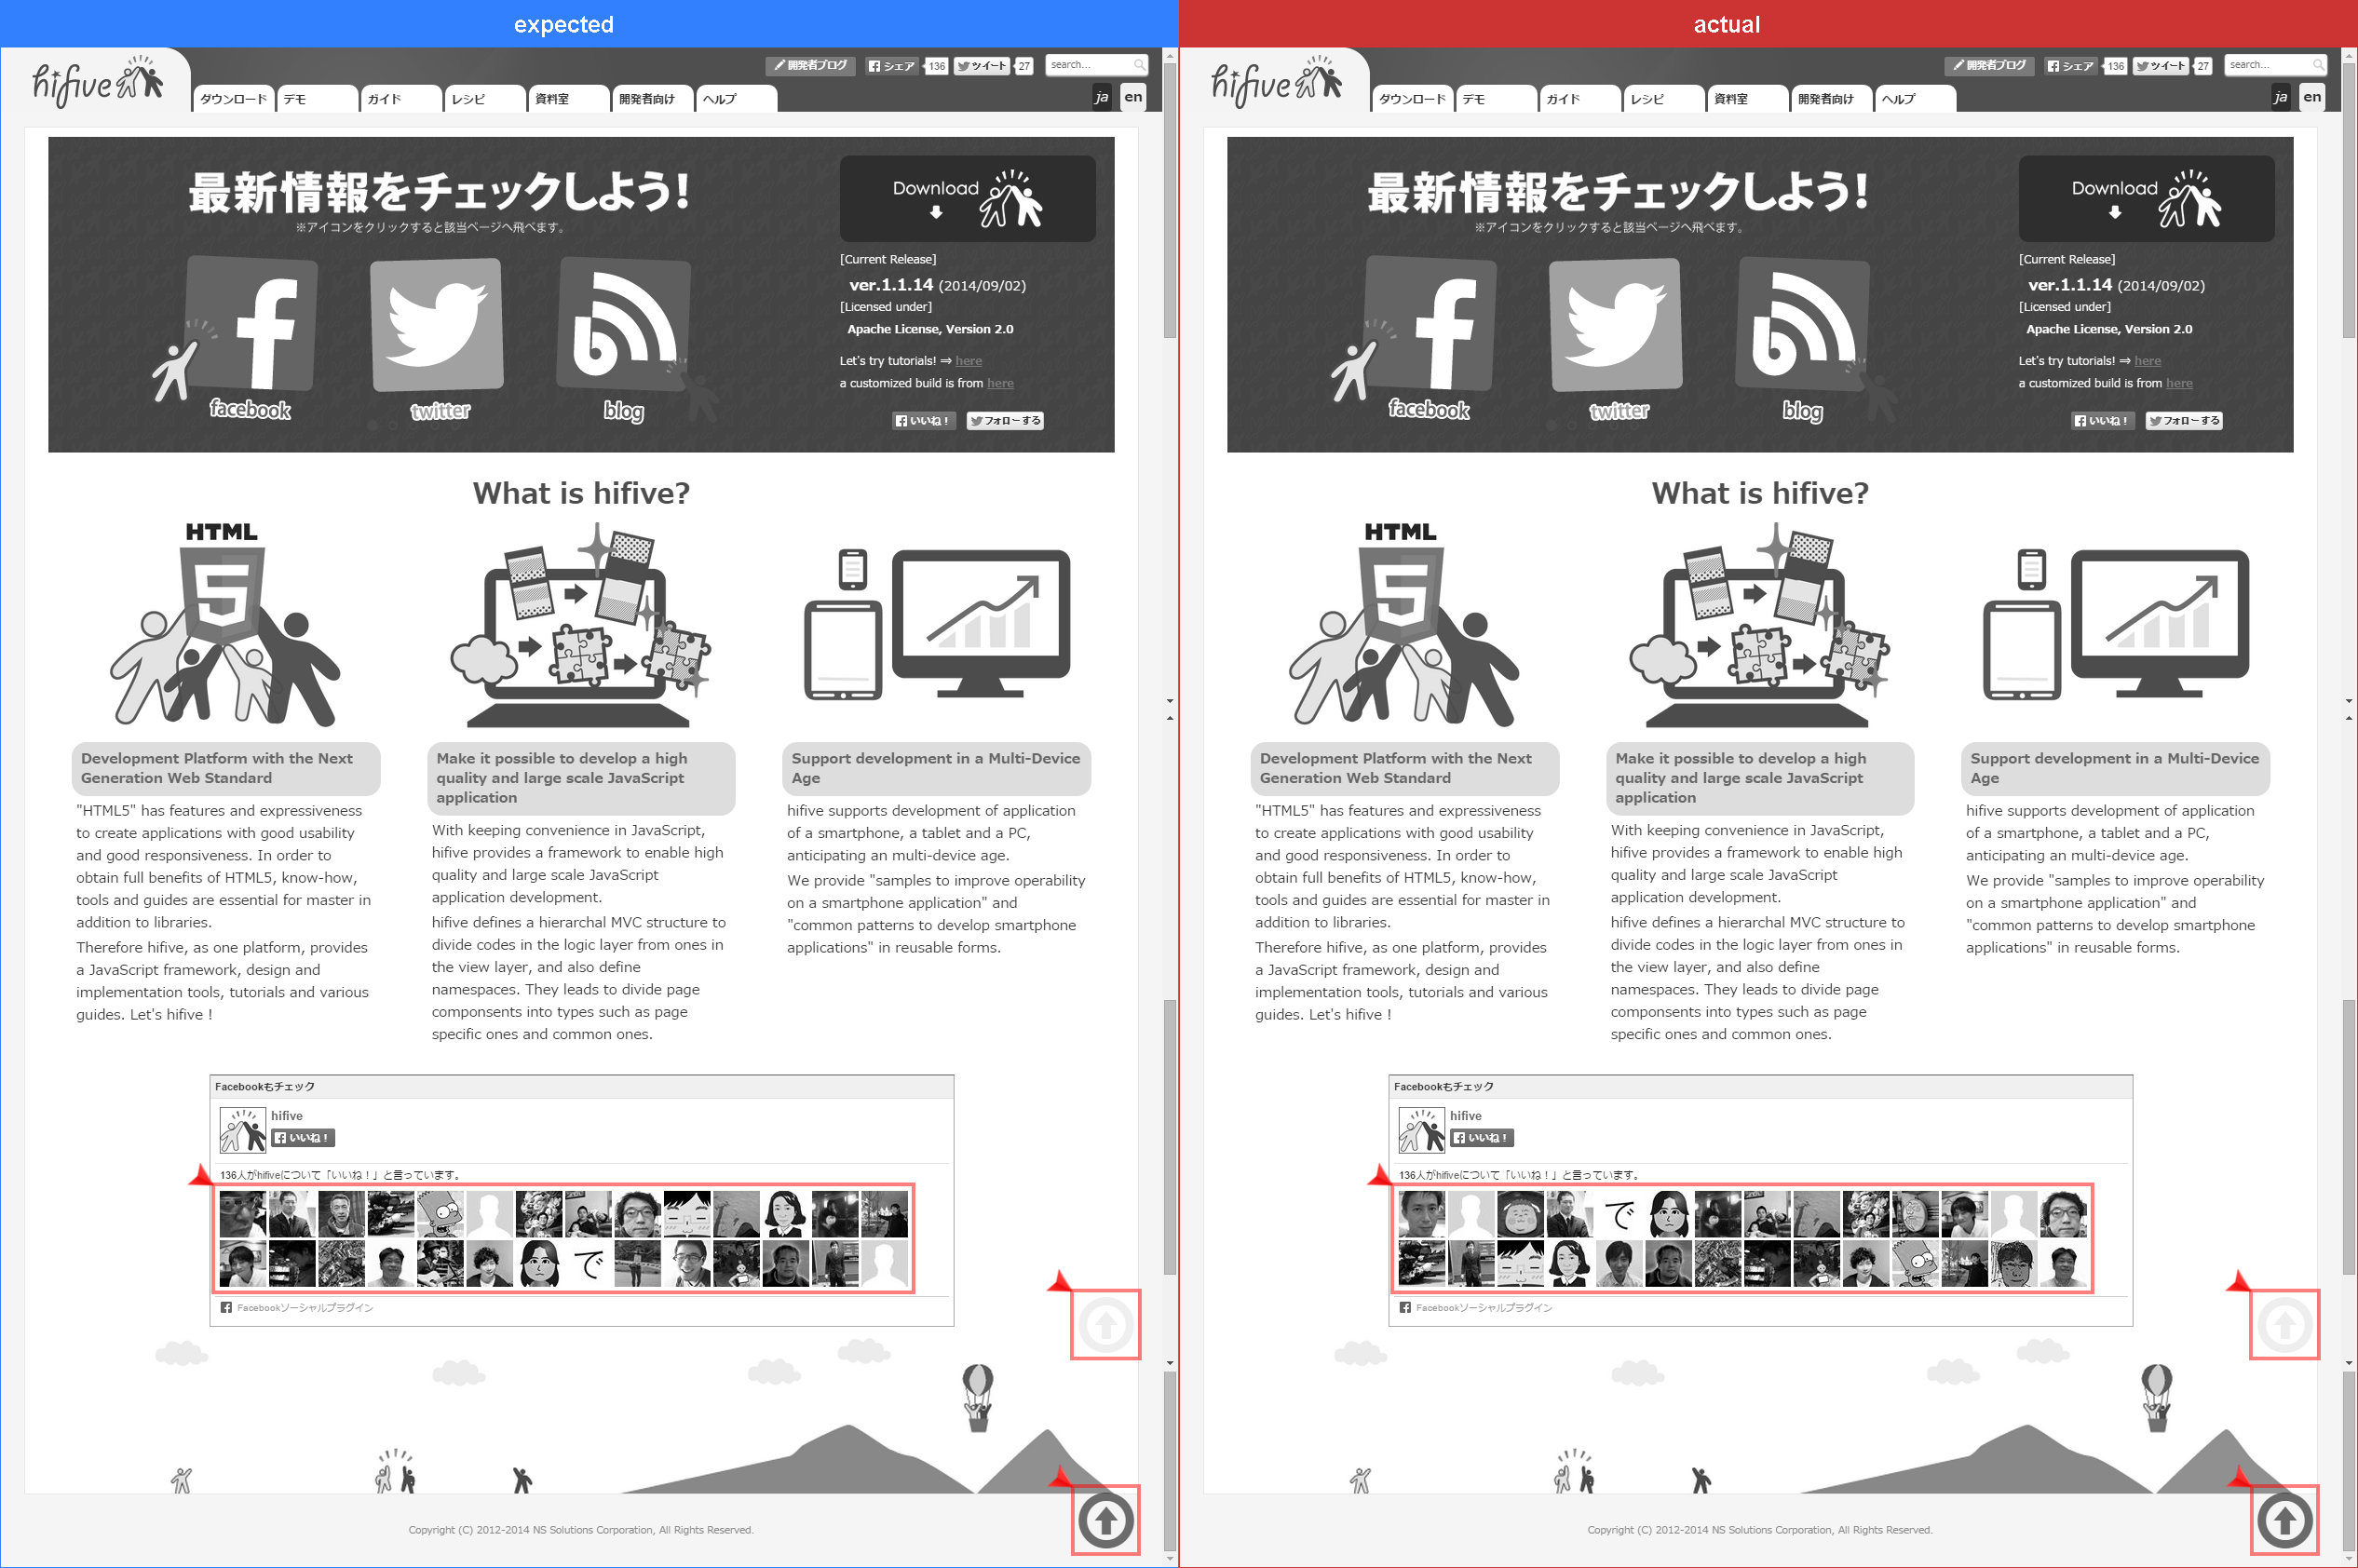 expected
hifive
開発者ブログ
シェア
136
ツイート
27
search...
ダウンロード
デモ
ガイド
レシピ
資料室
開発者向け
ヘルプ
ja
en
最新情報をチェックしよう!
※アイコンをクリックすると該当ページへ飛べます。
facebook
twitter
blog
Download
[Current Release]
ver.1.1.14 (2014/09/02)
[Licensed under]
Apache License, Version 2.0
Let's try tutorials! ⇒ here
a customized build is from here
いいね！
フォローする
What is hifive?
HTML
5
Development Platform with the Next
Generation Web Standard
"HTML5" has features and expressiveness
to create applications with good usability
and good responsiveness. In order to
obtain full benefits of HTML5, know-how,
tools and guides are essential for master in
addition to libraries.
Therefore hifive, as one platform, provides
a JavaScript framework, design and
implementation tools, tutorials and various
guides. Let's hifive !
Make it possible to develop a high
quality and large scale JavaScript
application
With keeping convenience in JavaScript,
hifive provides a framework to enable high
quality and large scale JavaScript
application development.
hifive defines a hierarchal MVC structure to
divide codes in the logic layer from ones in
the view layer, and also define
namespaces. They leads to divide page
componsents into types such as page
specific ones and common ones.
Support development in a Multi-Device
Age
hifive supports development of application
of a smartphone, a tablet and a PC,
anticipating an multi-device age.
We provide "samples to improve operability
on a smartphone application" and
"common patterns to develop smartphone
applications" in reusable forms.
Facebookもチェック
hifive
いいね！
136人がhifiveについて「いいね！」と言っています。
で
Facebookソーシャルプラグイン
Copyright (C) 2012-2014 NS Solutions Corporation, All Rights Reserved.
actual
hifive
開発者ブログ
シェア
136
ツイート
27
search...
ダウンロード
デモ
ガイド
レシピ
資料室
開発者向け
ヘルプ
ja
en
最新情報をチェックしよう!
※アイコンをクリックすると該当ページへ飛べます。
facebook
twitter
blog
Download
[Current Release]
ver.1.1.14 (2014/09/02)
[Licensed under]
Apache License, Version 2.0
Let's try tutorials! ⇒ here
a customized build is from here
いいね！
フォローする
What is hifive?
HTML
5
Development Platform with the Next
Generation Web Standard
"HTML5" has features and expressiveness
to create applications with good usability
and good responsiveness. In order to
obtain full benefits of HTML5, know-how,
tools and guides are essential for master in
addition to libraries.
Therefore hifive, as one platform, provides
a JavaScript framework, design and
implementation tools, tutorials and various
guides. Let's hifive !
Make it possible to develop a high
quality and large scale JavaScript
application
With keeping convenience in JavaScript,
hifive provides a framework to enable high
quality and large scale JavaScript
application development.
hifive defines a hierarchal MVC structure to
divide codes in the logic layer from ones in
the view layer, and also define
namespaces. They leads to divide page
componsents into types such as page
specific ones and common ones.
Support development in a Multi-Device
Age
hifive supports development of application
of a smartphone, a tablet and a PC,
anticipating an multi-device age.
We provide "samples to improve operability
on a smartphone application" and
"common patterns to develop smartphone
applications" in reusable forms.
Facebookもチェック
hifive
いいね！
136人がhifiveについて「いいね！」と言っています。
で
Facebookソーシャルプラグイン
Copyright (C) 2012-2014 NS Solutions Corporation, All Rights Reserved.